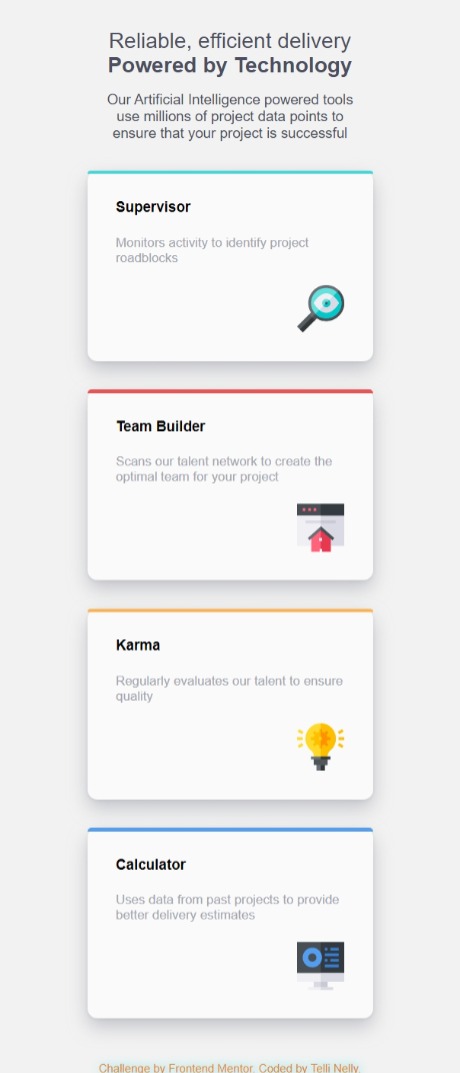 Reliable, efficient delivery
Powered by Technology
Our Artificial Intelligence powered tools
use millions of project data points to
ensure that your project is successful
Supervisor
Monitors activity to identify project
roadblocks
Team Builder
Scans our talent network to create the
optimal team for your project
Karma
Regularly evaluates our talent to ensure
quality
Calculator
Uses data from past projects to provide
better delivery estimates
Challenge by Frontend Mentor. Coded by Telli Nelly.